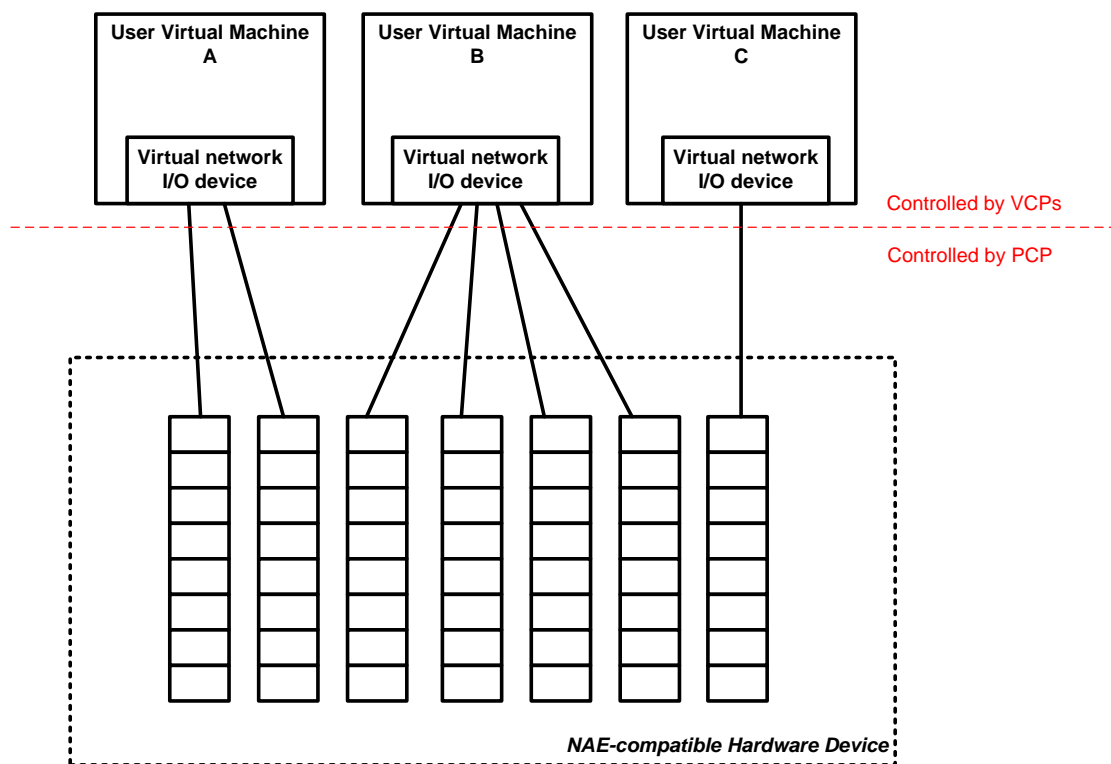 User Virtual Machine
A
User Virtual Machine
B
User Virtual Machine
C
Virtual network
I/O device
Virtual network
I/O device
Virtual network
I/O device
Controlled by VCPs
Controlled by PCP
NAE-compatible Hardware Device